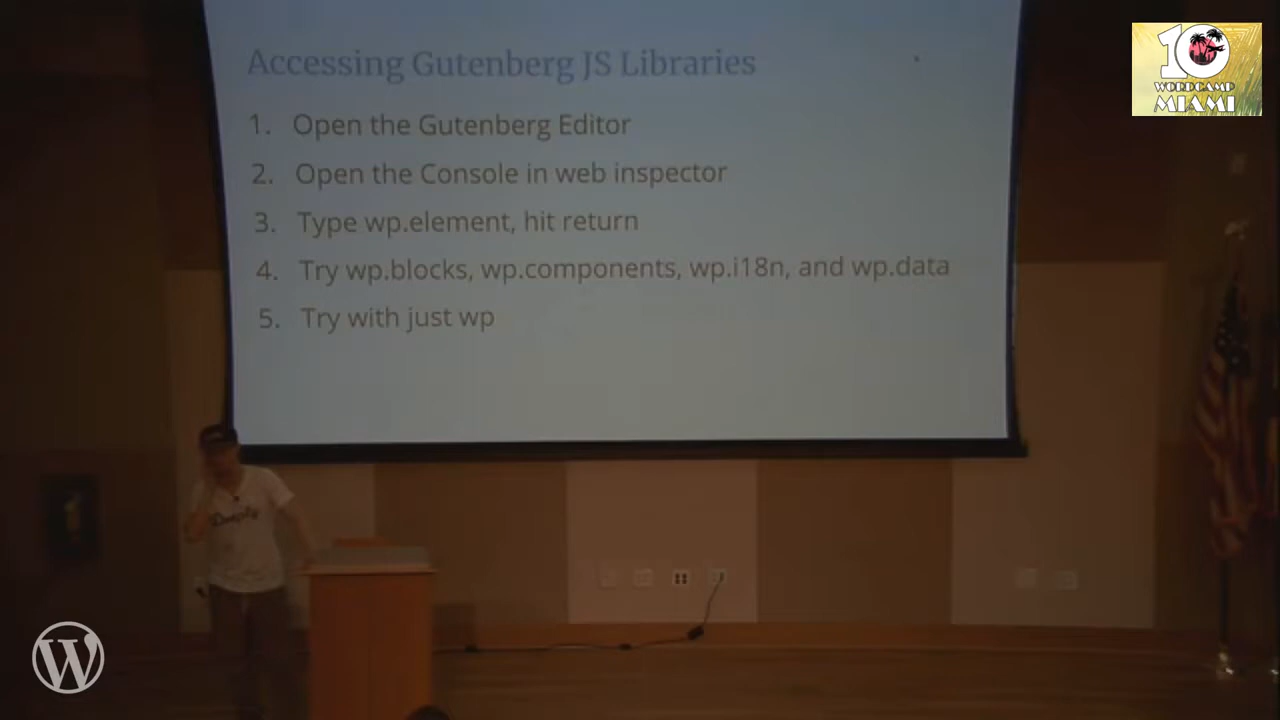 Accessing Gutenberg JS Libraries
1. Open the Gutenberg Editor
2. Open the Console in web inspector
3. Type wp.element, hit return
4. Try wp.blocks, wp.components, wp.i18n, and wp.data
5. Try with just wp
10
WORDCAMP
MIAMI
Deeply
W